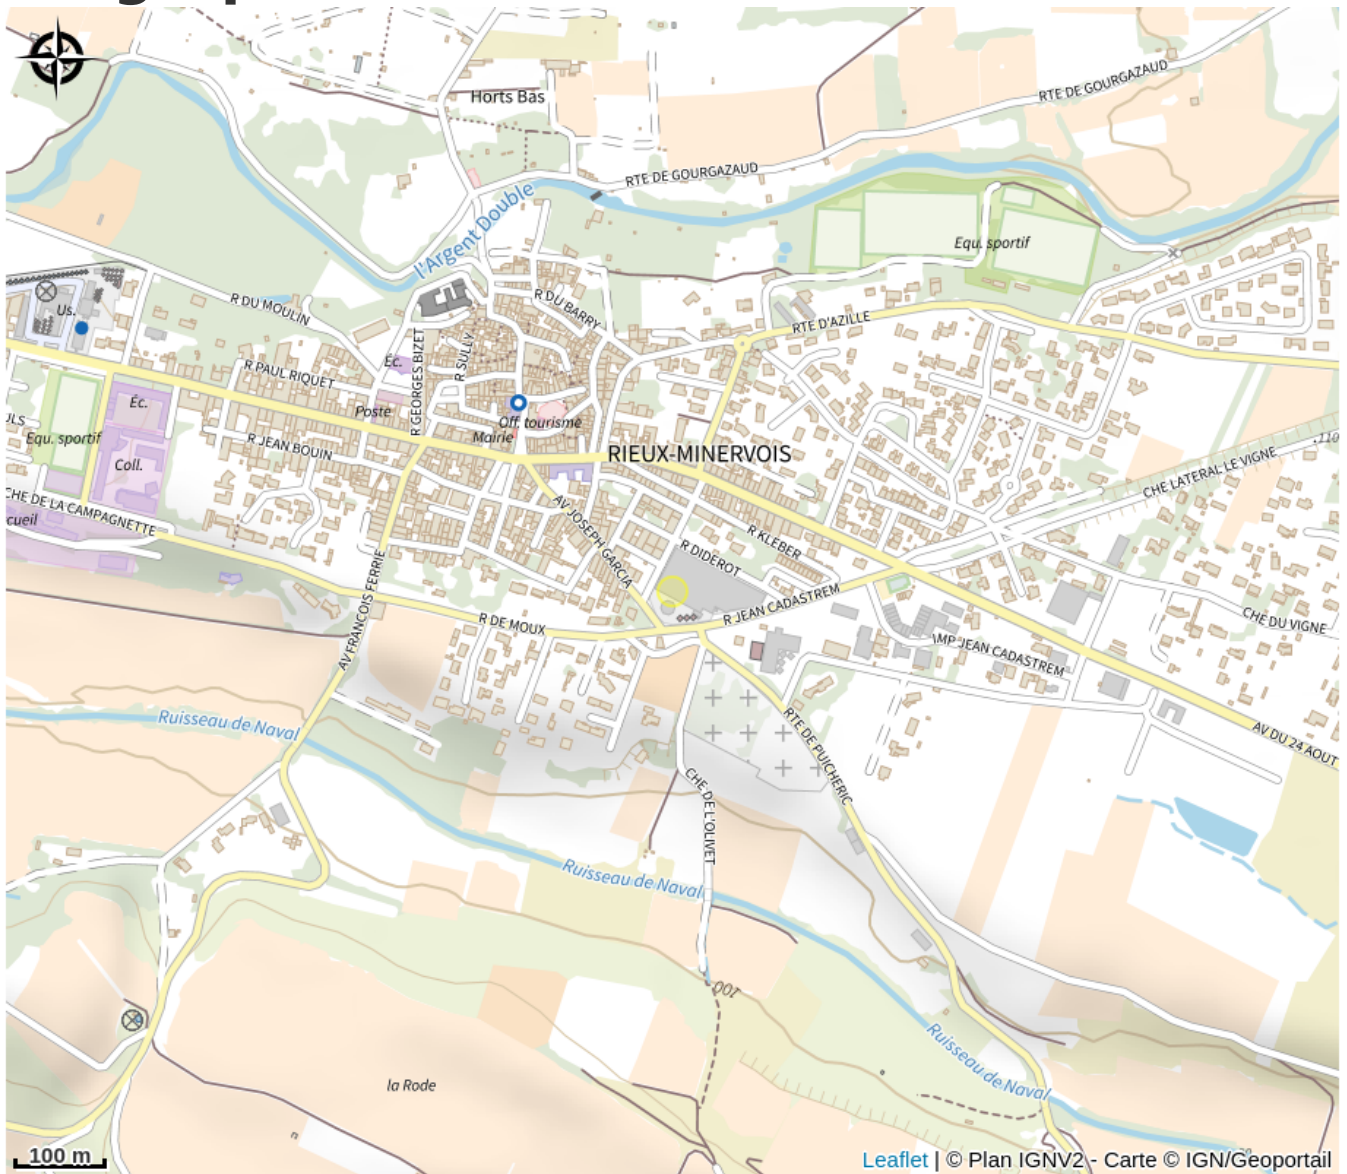 Horts Bas
RTE DE GOURGAZAUD
RTE DE GOURGAZAUD
l'Argent Double
Equ. sportif
R DU MOULIN
R DU BARRY
Us.
RTE D'AZILLE
R GEORGES BIZET
R SULLY
Éc.
R PAUL RIQUET
Éc.
Poste
Off. tourisme
Mairie
Equ. sportif
R JEAN BOUIN
RIEUX-MINERVOIS
Coll.
110
CHE LATERAL LE VIGNE
CHE DE LA CAMPAGNETTE
cueil
AV JOSEPH GARCIA
R KLEBER
R DIDEROT
AV FRANCOIS FERRIE
R JEAN CADASTREM
R DE MOUX
CHE DU VIGNE
IMP JEAN CADASTREM
Ruisseau de Naval
RTE DE PUICHERIC
AV DU 24 AOUT
CHE DE L'OLIVET
Ruisseau de Naval
100
Ruisseau de Naval
la Rode
100 m
Leaflet | © Plan IGNV2 - Carte © IGN/Geoportail